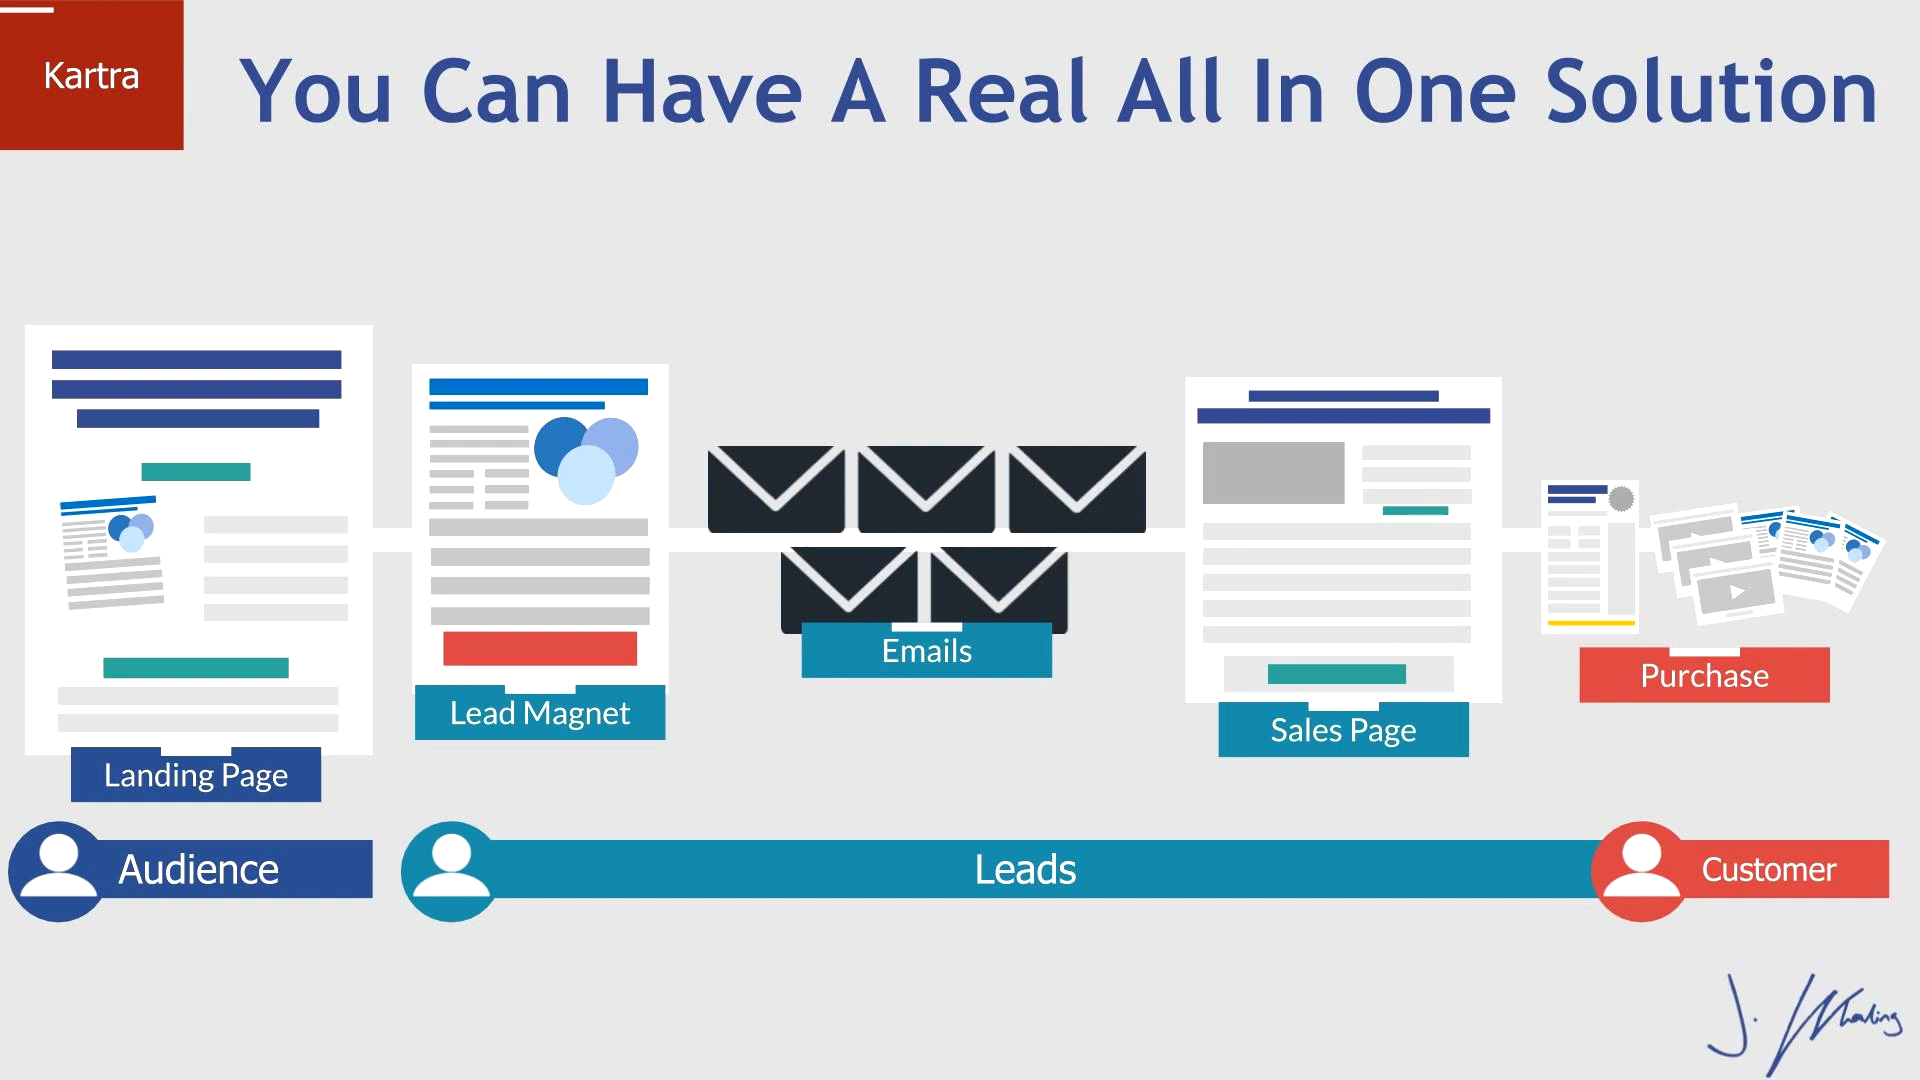 Kartra
You Can Have A Real All In One Solution
Landing Page
Lead Magnet
Emails
Sales Page
Purchase
Audience
Leads
Customer